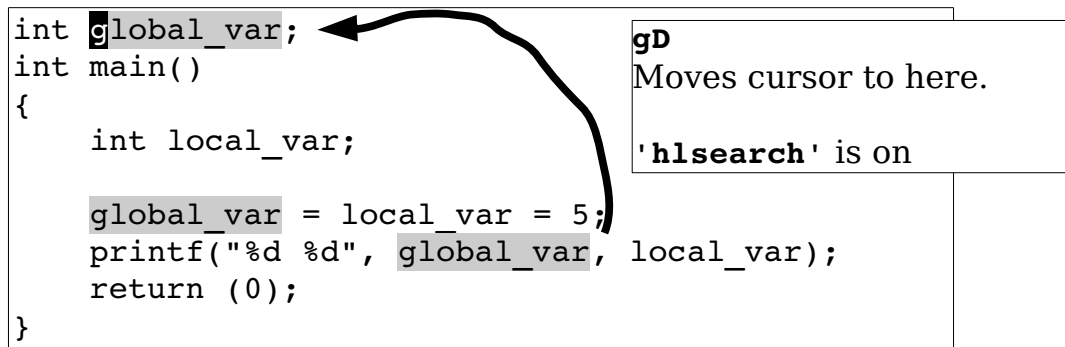 int global_var;
int main()
{
    int local_var;

    global_var = local_var = 5;
    printf("%d %d", global_var, local_var);
    return (0);
}
gD
Moves cursor to here.
'hlsearch' is on